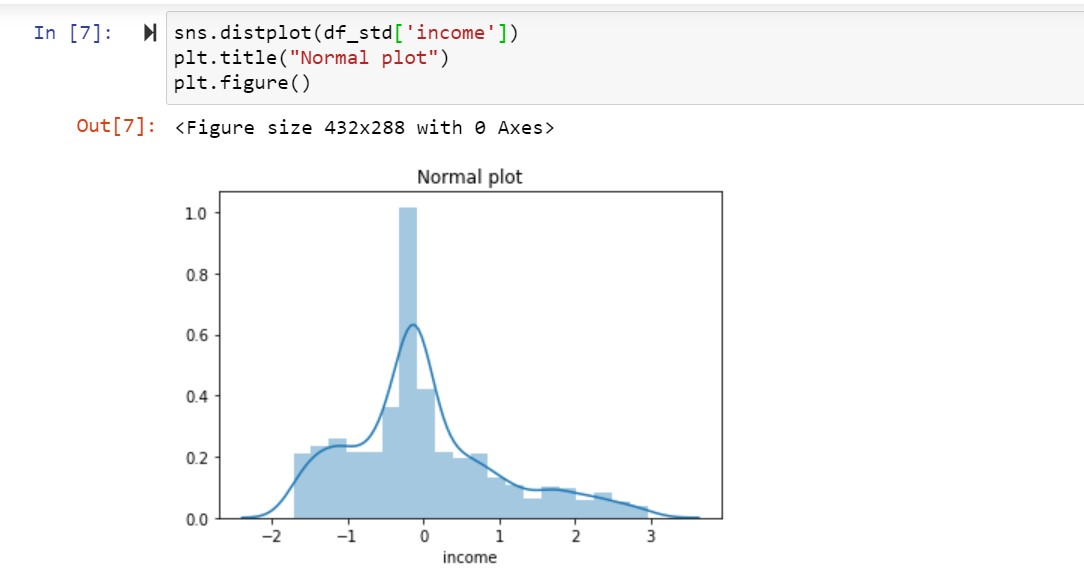 In [7]:
sns.distplot(df_std['income'])
plt.title("Normal plot")
plt.figure()
Out[7]: <Figure size 432x288 with 0 Axes>
Normal plot
1.0
0.8
0.6
0.4
0.2
0.0
−2 −1 0 1 2 3
income